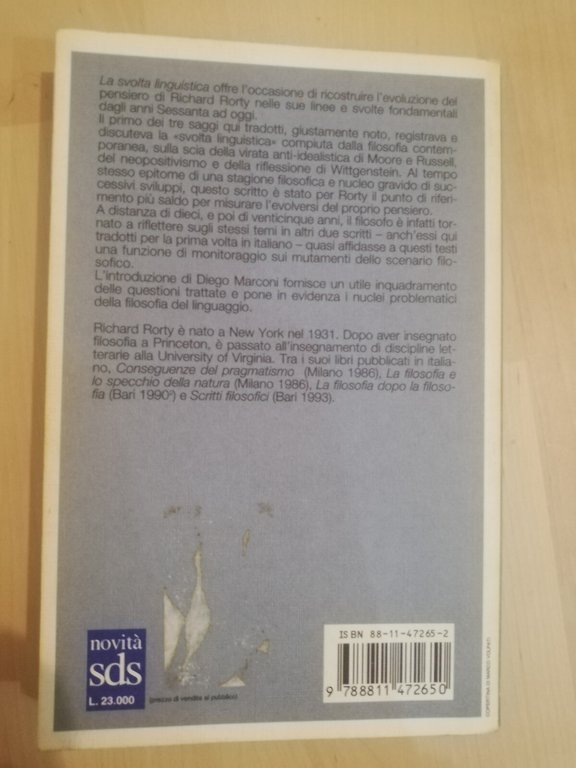 La svolta linguistica offre l'occasione di ricostruire l'evoluzione del
pensiero di Richard Rorty nelle sue linee e svolte fondamentali
dagli anni Sessanta ad oggi.
Il primo dei tre saggi qui tradotti, giustamente noto, registrava e
discuteva la «svolta linguistica» compiuta dalla filosofia contem-
poranea, sulla scia della virata anti-idealistica di Moore e Russell,
del neopositivismo e della riflessione di Wittgenstein. Al tempo
stesso epitome di una stagione filosofica e nucleo gravido di suc-
cessivi sviluppi, questo scritto è stato per Rorty il punto di riferi-
mento più saldo per misurare l'evolversi del proprio pensiero.
A distanza di dieci, e poi di venticinque anni, il filosofo è infatti tor-
nato a riflettere sugli stessi temi in altri due scritti – anch'essi qui
tradotti per la prima volta in italiano – quasi affidasse a questi testi
una funzione di monitoraggio sui mutamenti dello scenario filo-
sofico.
L'introduzione di Diego Marconi fornisce un utile inquadramento
delle questioni trattate e pone in evidenza i nuclei problematici
della filosofia del linguaggio.
Richard Rorty è nato a New York nel 1931. Dopo aver insegnato
filosofia a Princeton, è passato all'insegnamento di discipline let-
terarie alla University of Virginia. Tra i suoi libri pubblicati, in italia-
no, Conseguenze del pragmatismo (Milano 1986), La filosofia e
lo specchio della natura (Milano 1986), La filosofia dopo la filoso-
fia (Bari 1990²) e Scritti filosofici (Bari 1993).
novità
sds
L. 23.000
(prezzo di vendita al pubblico)
ISBN 88-11-47265-2
9 788811 472650
COPERTINA DI MARCO VOLPATI